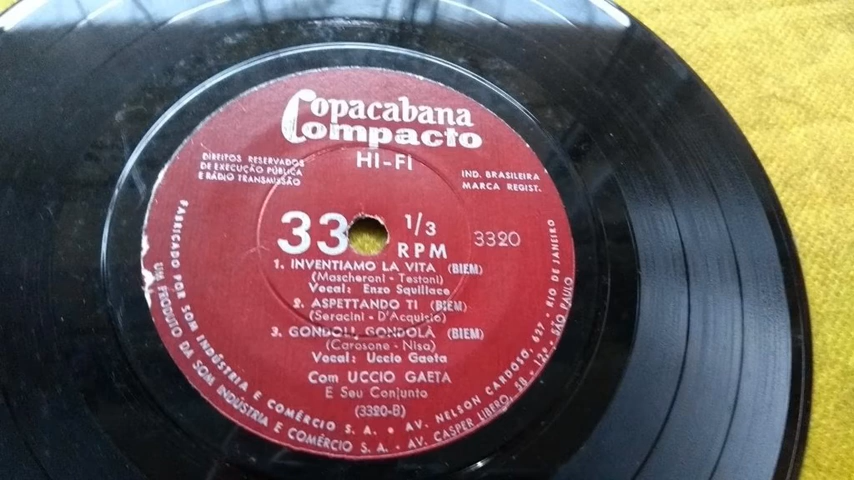 Copacabana
Compacto
HI-FI
DIREITOS RESERVADOS
DE EXECUÇÃO PÚBLICA
E RÁDIO TRANSMISSÃO
IND. BRASILEIRA
MARCA REGIST.
33 1/3
RPM
3320
1. INVENTIAMO LA VITA (BIEM)
(Mascheroni - Testoni)
Vocal: Enzo Squillace
2. ASPETTANDO TI (BIEM)
(Seracini - D'Acquisio)
3. GONDOLI, GONDOLÀ (BIEM)
(Carosone - Nisa)
Vocal: Uccio Gaeta
Com UCCIO GAETA
E Seu Conjunto
(3320-B)
FABRICADO POR SOM INDÚSTRIA E COMÉRCIO S. A. • AV. NELSON CARDOSO, 637 - RIO DE JANEIRO
UM PRODUTO DA SOM INDÚSTRIA E COMÉRCIO S. A. • AV. CASPER LIBERO, 58 - 12.º - SÃO PAULO